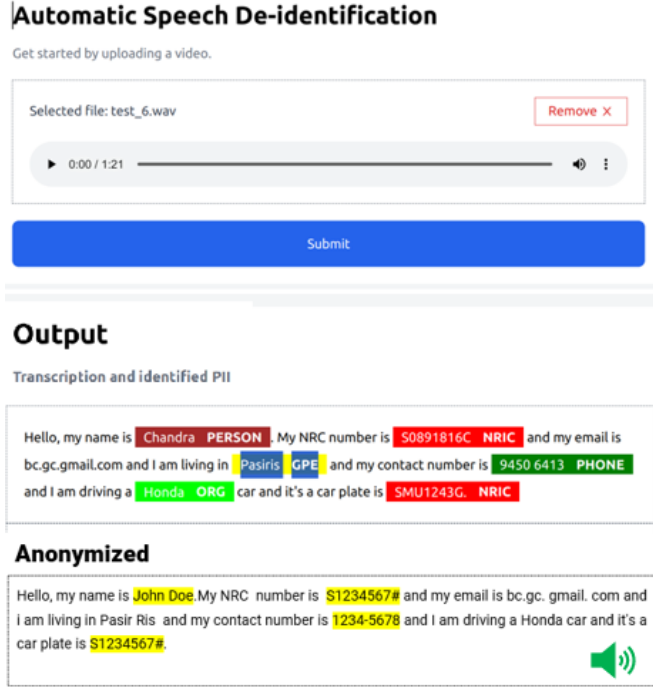 Automatic Speech De-identification
Get started by uploading a video.
Selected file: test_6.wav
Remove X
0:00 / 1:21
Submit
Output
Transcription and identified PII
Hello, my name is Chandra PERSON . My NRC number is S0891816C NRIC and my email is
bc.gc.gmail.com and I am living in Pasiris GPE and my contact number is 9450 6413 PHONE
and I am driving a Honda ORG car and it's a car plate is SMU1243G. NRIC
Anonymized
Hello, my name is John Doe.My NRC number is S1234567# and my email is bc.gc. gmail. com and
i am living in Pasir Ris and my contact number is 1234-5678 and I am driving a Honda car and it's a
car plate is S1234567#.